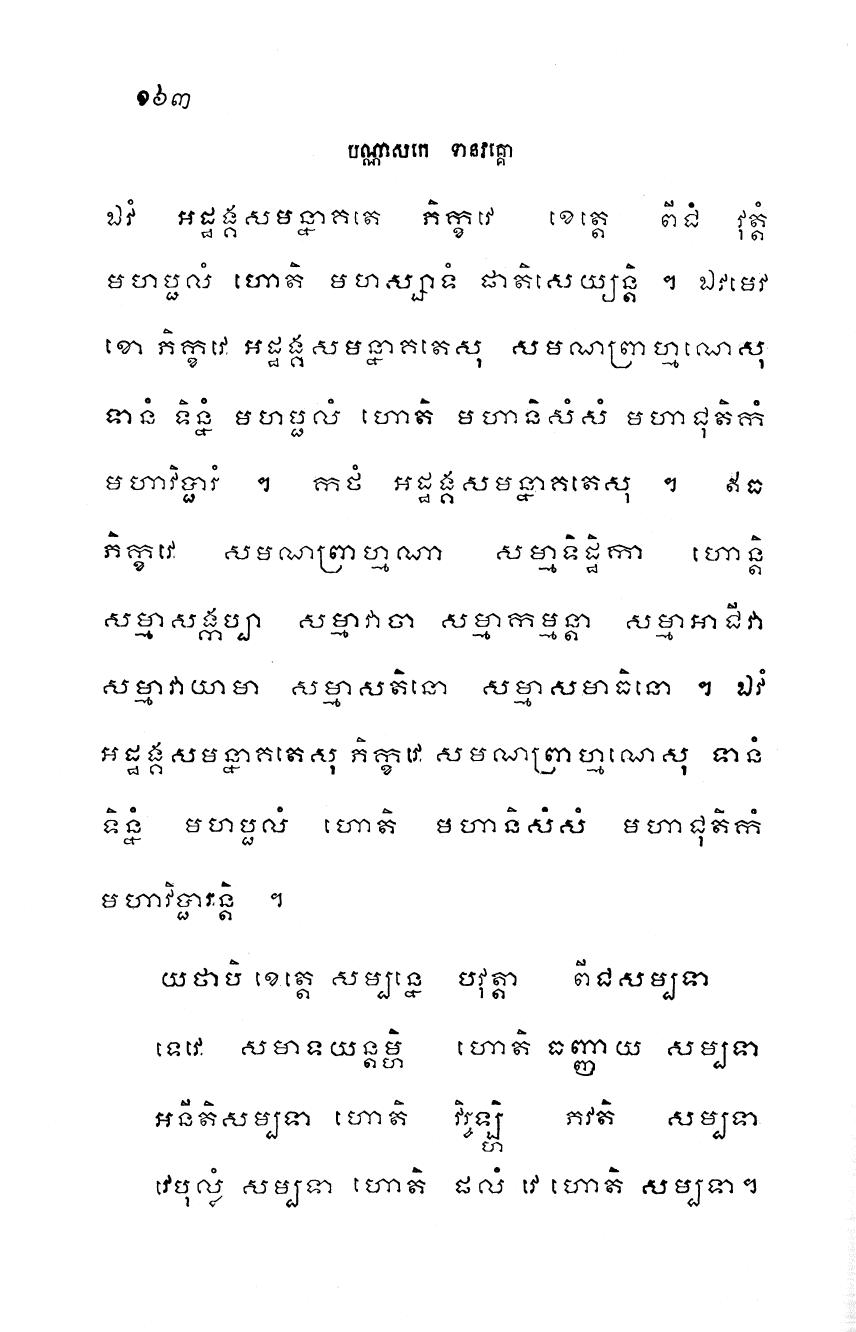 ១៦៣
បណ្ណាសកេ ទានវគ្គោ
ឯវំ អដ្ឋង្គសមន្នាគតេ ភិក្ខវេ ខេត្តេ ពីជំ វុត្តំ
មហប្ផលំ ហោតិ មហស្សាទំ ផាតិសេយ្យន្តិ ។ ឯវមេវ
ខោ ភិក្ខវេ អដ្ឋង្គសមន្នាគតេសុ សមណព្រាហ្មណេសុ
ទានំ ទិន្នំ មហប្ផលំ ហោតិ មហានិសំសំ មហាជុតិកំ
មហាវិប្ផារំ ។ កថំ អដ្ឋង្គសមន្នាគតេសុ ។ ឥធ
ភិក្ខវេ សមណព្រាហ្មណា សម្មាទិដ្ឋិកា ហោន្តិ
សម្មាសង្កប្បា សម្មាវាចា សម្មាកម្មន្តា សម្មាអាជីវា
សម្មាវាយាមា សម្មាសតិនោ សម្មាសមាធិនោ ។ ឯវំ
អដ្ឋង្គសមន្នាគតេសុ ភិក្ខវេ សមណព្រាហ្មណេសុ ទានំ
ទិន្នំ មហប្ផលំ ហោតិ មហានិសំសំ មហាជុតិកំ
មហាវិប្ផារន្តិ ។
យថាបិ ខេត្តេ សម្បន្នេ បវុត្តា ពីជសម្បទា
ទេវេ សមាទយន្តម្ហិ ហោតិ ធញ្ញាយ សម្បទា
អនីតិសម្បទា ហោតិ វិរូឡ្ហិ ភវតិ សម្បទា
វេបុល្លំ សម្បទា ហោតិ ផលំ វេ ហោតិ សម្បទា ។